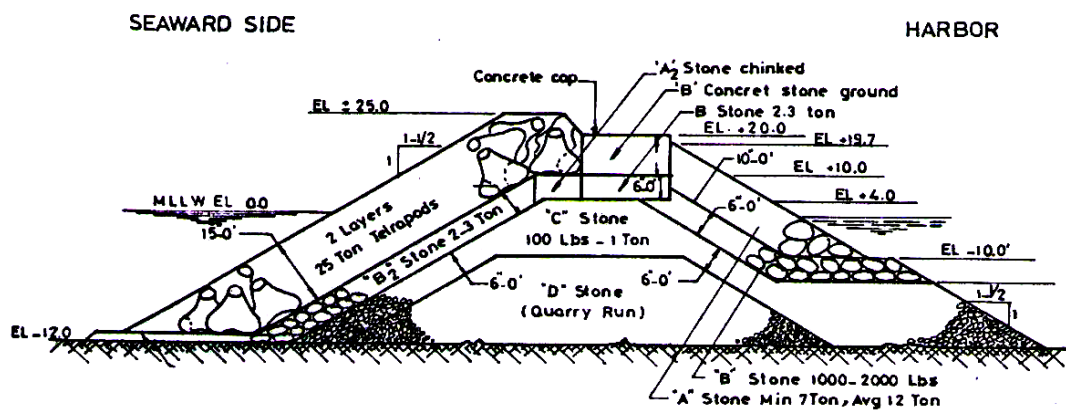 SEAWARD SIDE
HARBOR
'A'2 Stone chinked
Concrete cap
'B' Concret stone ground
B Stone 2.3 ton
EL ± 25.0
EL. +20.0
EL +19.7
1-1/2
1
10"-0'
EL +10.0
6"-0'
EL +4.0
MLLW EL 0.0
15-0'
2 Layers
25 Ton Tetrapods
"B"2 Stone 2-3 Ton
"C" Stone
100 Lbs - 1 Ton
6"-0'
EL -10.0'
6-0'
"D" Stone
(Quarry Run)
6-0'
1-1/2
1
EL -12.0
"B" Stone 1000-2000 Lbs
"A" Stone Min 7Ton, Avg 12 Ton